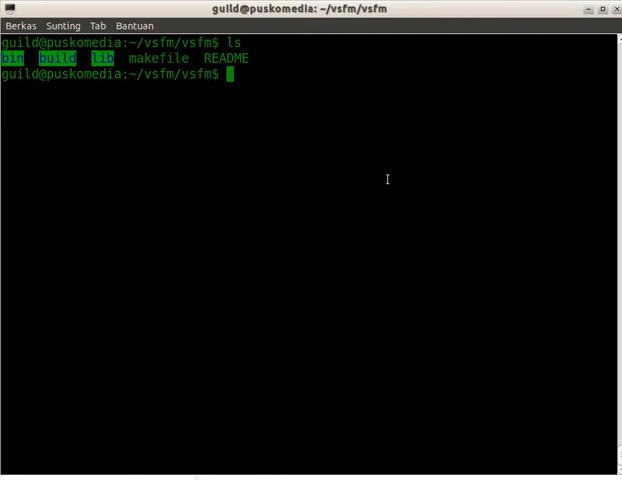 guild@puskomedia: ~/vsfm/vsfm
Berkas Sunting Tab Bantuan
guild@puskomedia:~/vsfm/vsfm$ ls
bin build lib makefile README
guild@puskomedia:~/vsfm/vsfm$